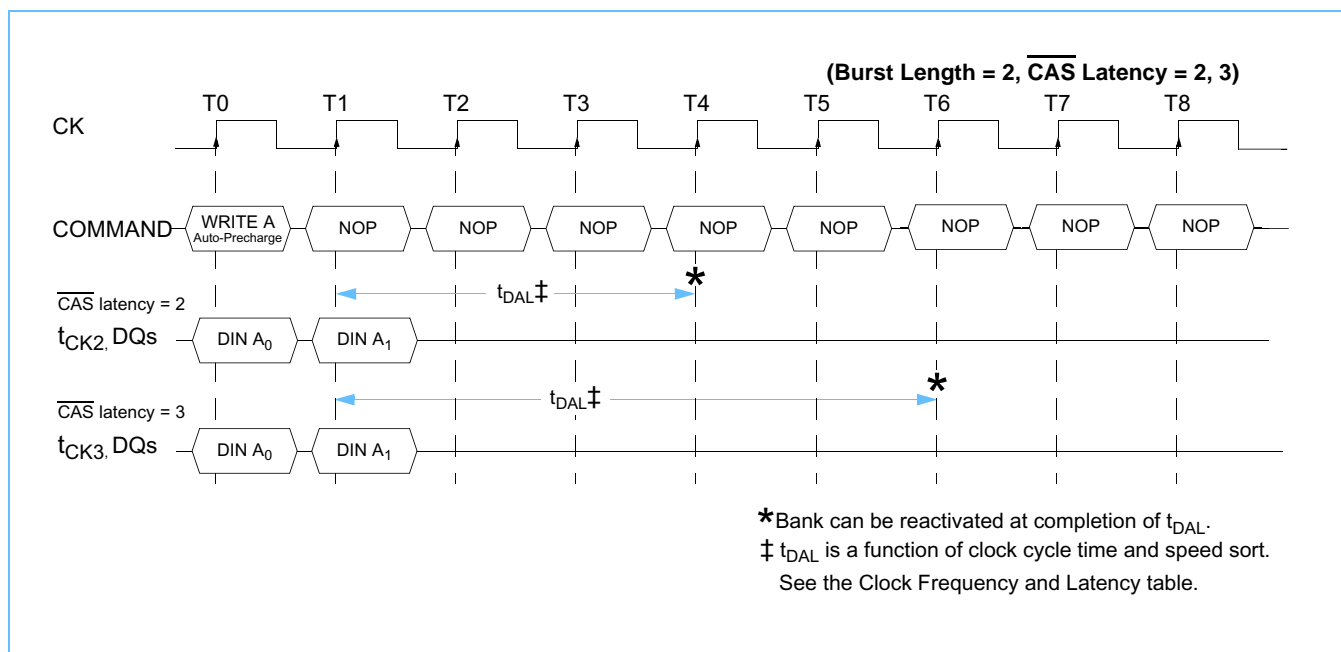 (Burst Length = 2, CAS Latency = 2, 3)
T0 T1 T2 T3 T4 T5 T6 T7 T8
CK
COMMAND WRITE A Auto-Precharge NOP NOP NOP NOP NOP NOP NOP NOP
*
tDAL‡
CAS latency = 2
tCK2, DQs DIN A0 DIN A1
*
tDAL‡
CAS latency = 3
tCK3, DQs DIN A0 DIN A1
*Bank can be reactivated at completion of tDAL.
‡ tDAL is a function of clock cycle time and speed sort.
See the Clock Frequency and Latency table.